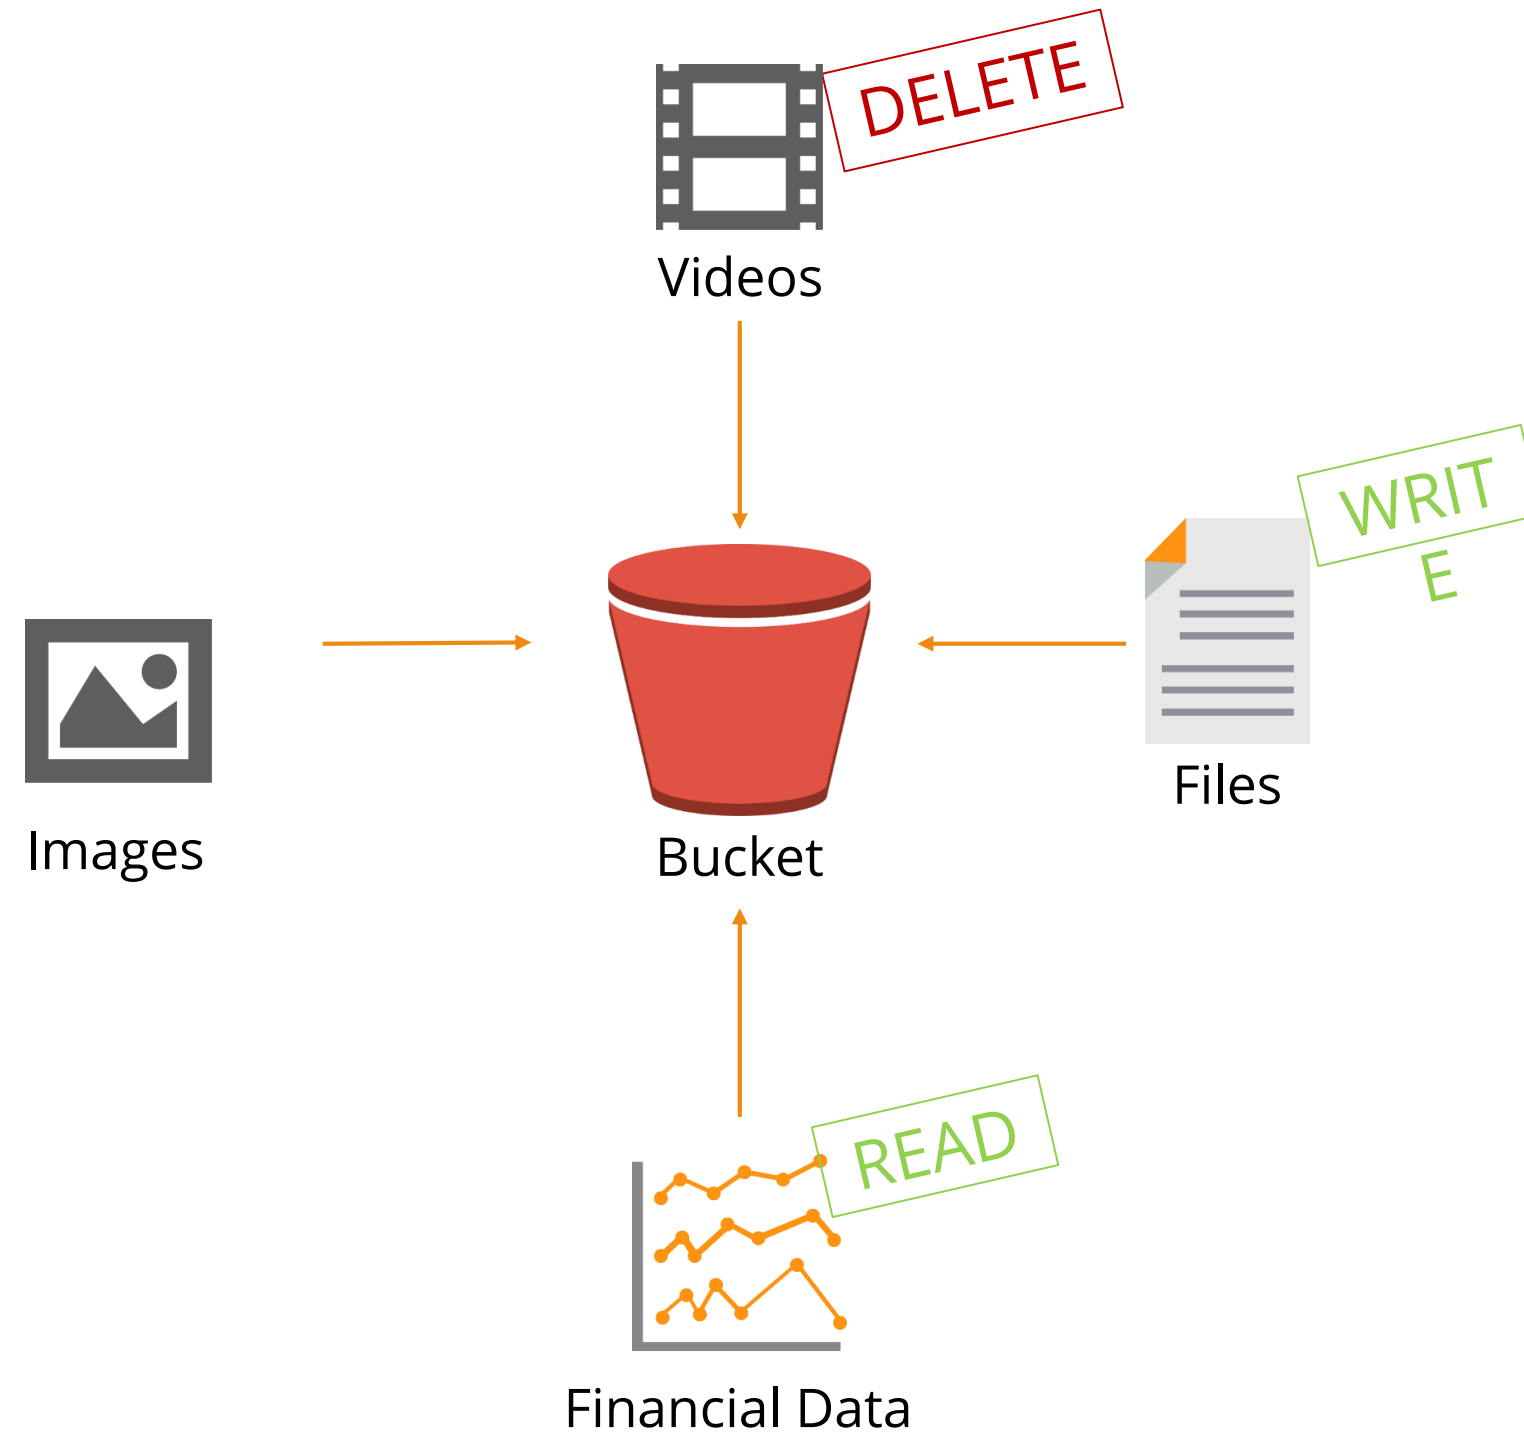 DELETE
Videos
WRIT
E
Files
Images
Bucket
READ
Financial Data